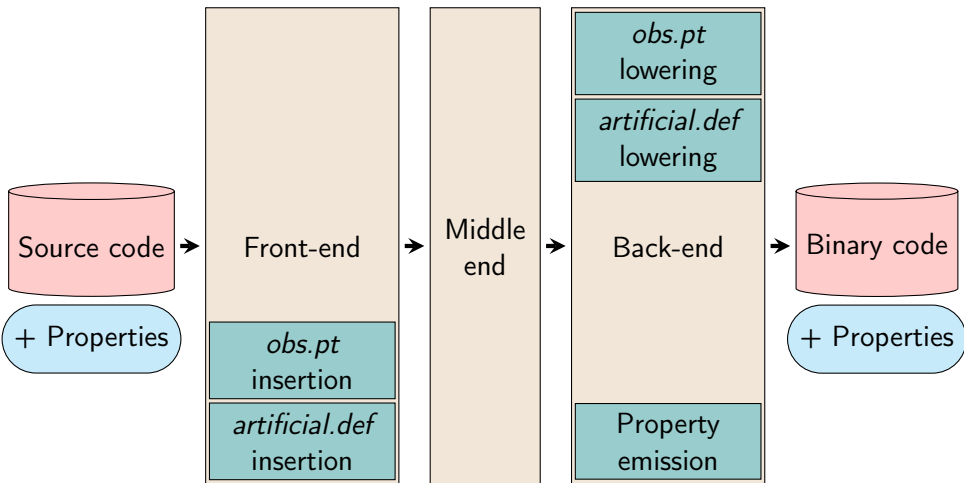 Source code
+ Properties
Front-end
obs.pt
insertion
artificial.def
insertion
Middle
end
obs.pt
lowering
artificial.def
lowering
Back-end
Property
emission
Binary code
+ Properties